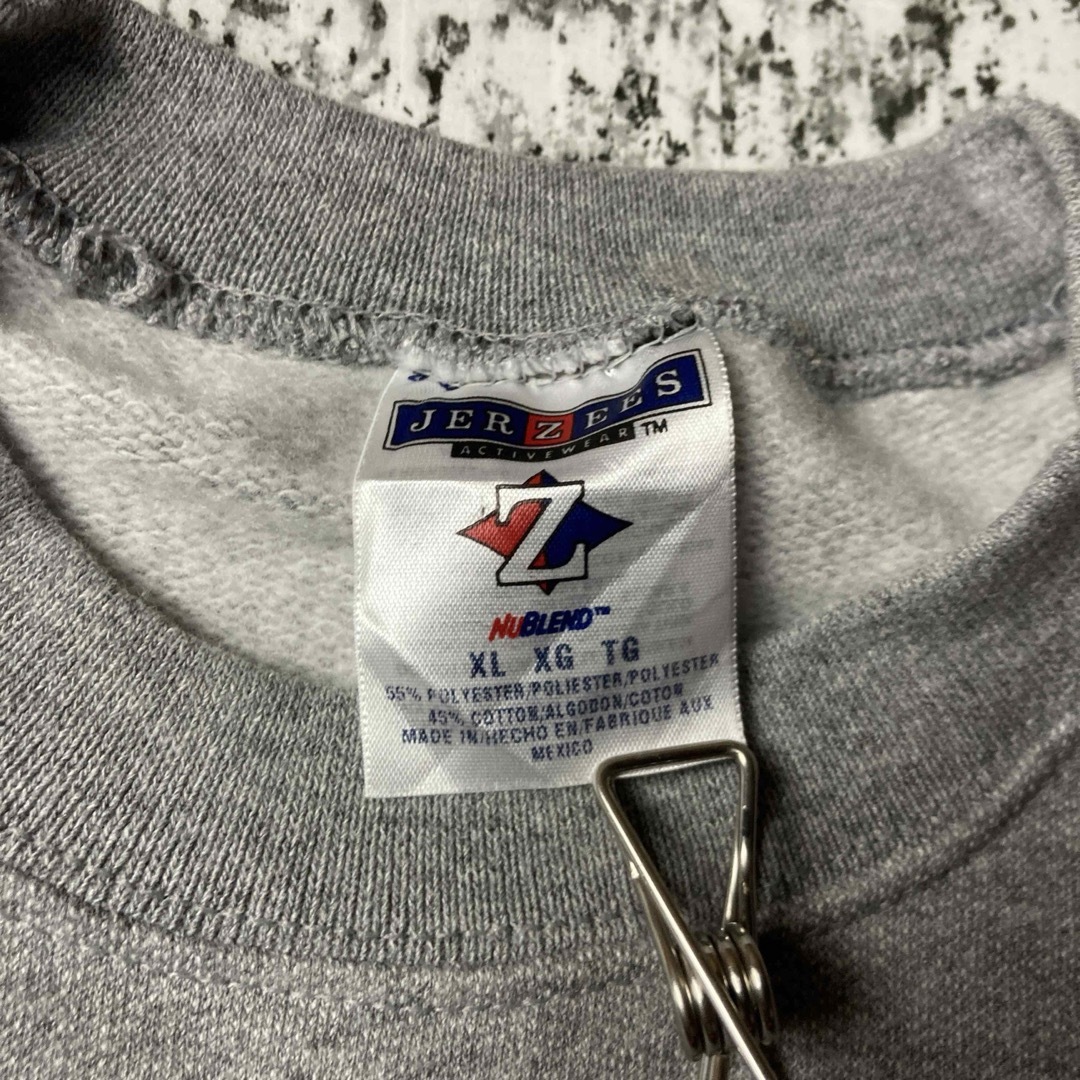 JERZEES
ACTIVEWEAR TM
Z
NUBLEND™
XL XG TG
55% POLYESTER/POLIESTER/POLYESTER
45% COTTON/ALGODON/COTON
MADE IN/HECHO EN/FABRIQUE AUX
MEXICO